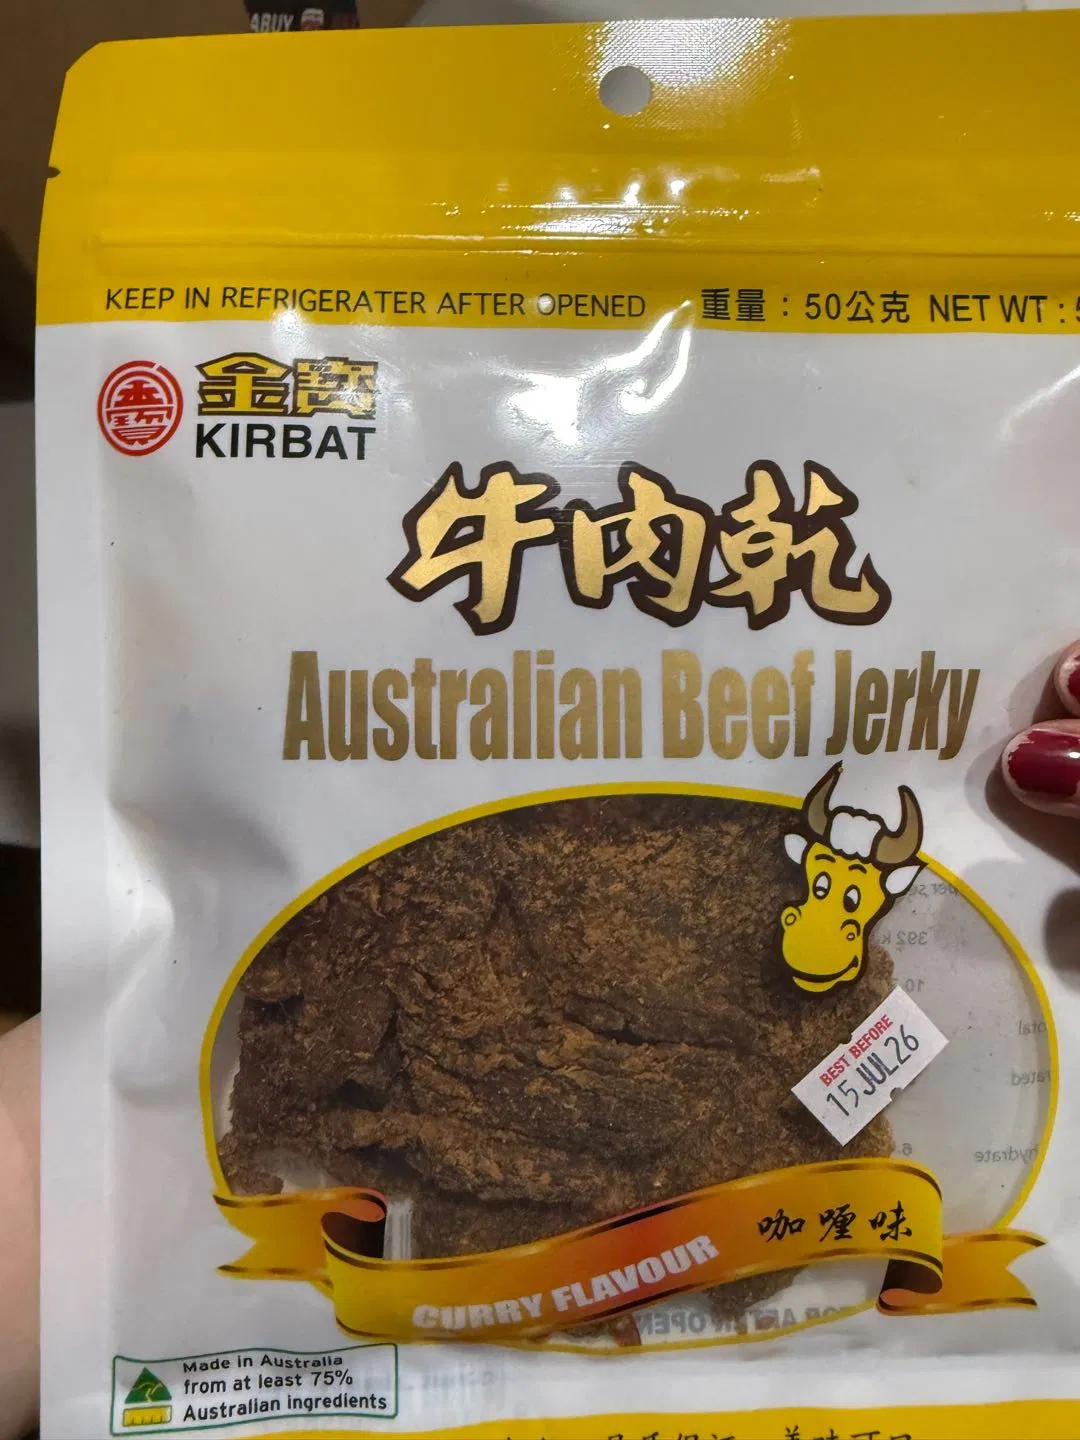 KEEP IN REFRIGERATER AFTER OPENED 重量：50公克 NET WT : 5
金寶
KIRBAT
牛肉乾
Australian Beef Jerky
392 k
BEST BEFORE
15 JUL 26
咖喱味
CURRY FLAVOUR
Made in Australia
from at least 75%
Australian ingredients